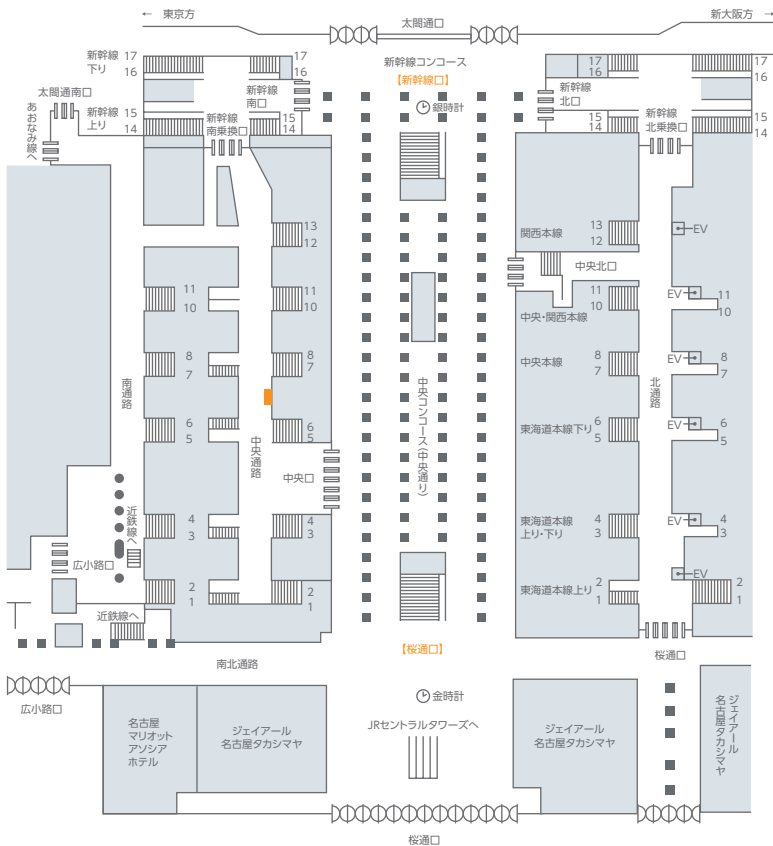 ← 東京方
太閤通口
新大阪方 →
新幹線
下り
17
16
17
16
新幹線コンコース
【新幹線口】
17
16
17
16
太閤通南口
あおなみ線へ
新幹線
上り
15
14
新幹線
南口
15
14
新幹線
南乗換口
銀時計
新幹線
北口
15
14
新幹線
北乗換口
15
14
13
12
関西本線
13
12
EV
中央北口
11
10
11
10
11
10
中央・関西本線
EV
11
10
8
7
8
7
中央本線
8
7
EV
8
7
南通路
中央通路
中央コンコース(中央通り)
北通路
6
5
6
5
東海道本線下り
6
5
EV
6
5
中央口
近鉄線へ
4
3
4
3
東海道本線
上り・下り
4
3
EV
4
3
広小路口
2
1
2
1
東海道本線上り
2
1
EV
2
1
近鉄線へ
南北通路
【桜通口】
桜通口
広小路口
金時計
名古屋
マリオット
アソシア
ホテル
ジェイアール
名古屋タカシマヤ
JRセントラルタワーズへ
ジェイアール
名古屋タカシマヤ
ジェイアール
名古屋タカシマヤ
桜通口